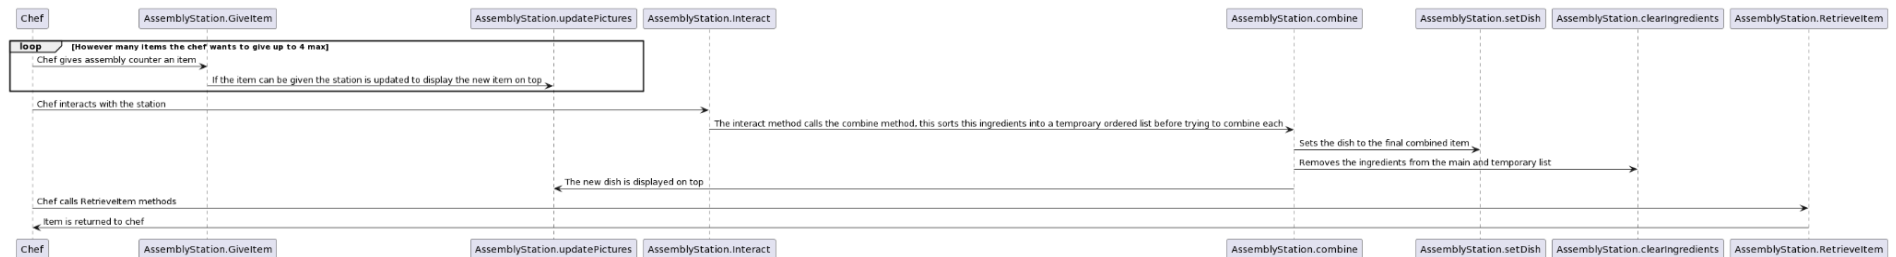 Chef
AssemblyStation.GiveItem
AssemblyStation.updatePictures
AssemblyStation.Interact
AssemblyStation.combine
AssemblyStation.setDish
AssemblyStation.clearIngredients
AssemblyStation.RetrieveItem
loop [However many items the chef wants to give up to 4 max]
Chef gives assembly counter an item
If the item can be given the station is updated to display the new item on top
Chef interacts with the station
The interact method calls the combine method, this sorts this ingredients into a temproary ordered list before trying to combine each
Sets the dish to the final combined item
Removes the ingredients from the main and temporary list
The new dish is displayed on top
Chef calls RetrieveItem methods
Item is returned to chef
Chef
AssemblyStation.GiveItem
AssemblyStation.updatePictures
AssemblyStation.Interact
AssemblyStation.combine
AssemblyStation.setDish
AssemblyStation.clearIngredients
AssemblyStation.RetrieveItem